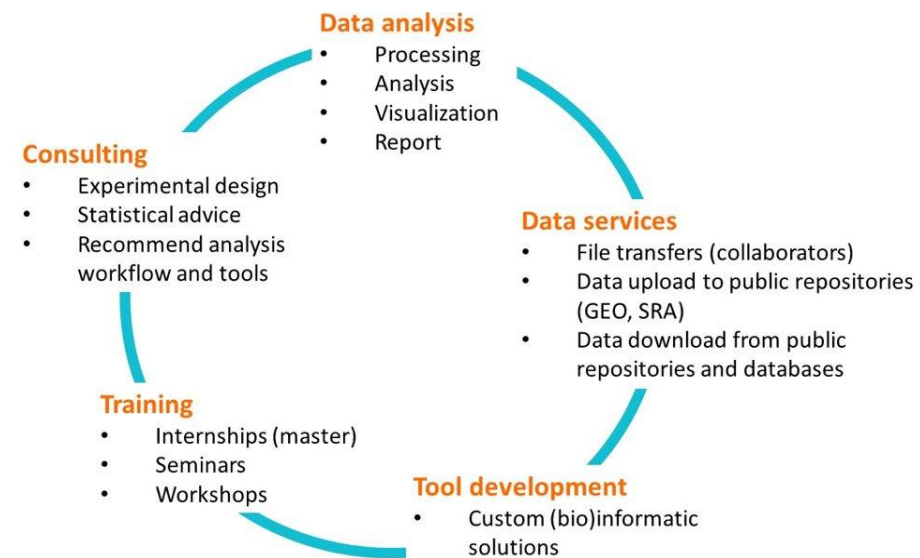 Data analysis
• Processing
• Analysis
• Visualization
• Report
Consulting
• Experimental design
• Statistical advice
• Recommend analysis
workflow and tools
Data services
• File transfers (collaborators)
• Data upload to public repositories
(GEO, SRA)
• Data download from public
repositories and databases
Training
• Internships (master)
• Seminars
• Workshops
Tool development
• Custom (bio)informatic
solutions